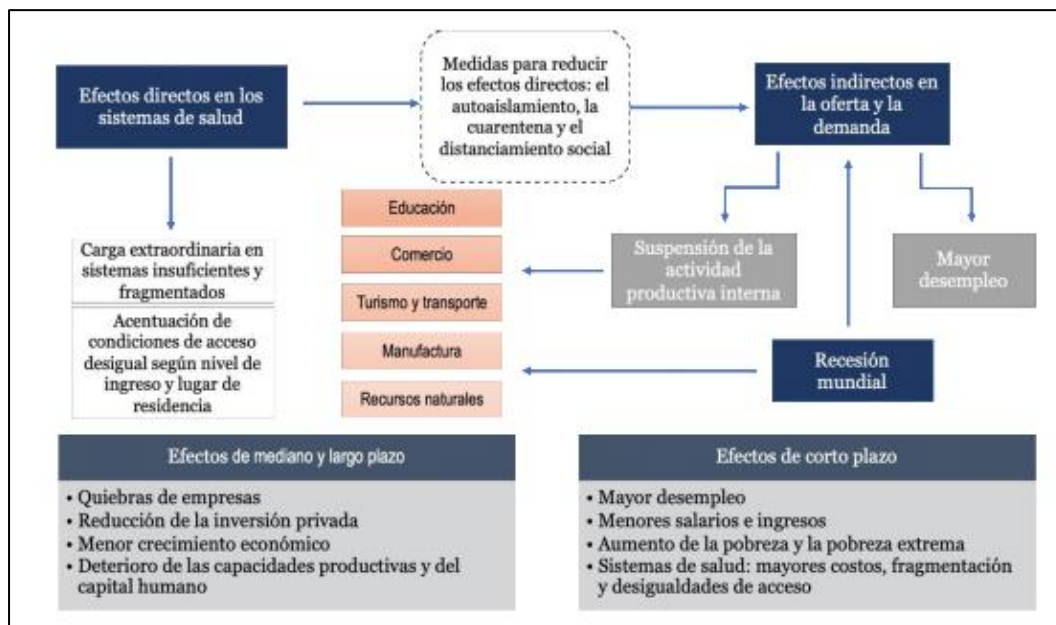 Efectos directos en los
sistemas de salud
Medidas para reducir
los efectos directos: el
autoaislamiento, la
cuarentena y el
distanciamiento social
Efectos indirectos en
la oferta y la
demanda
Carga extraordinaria en
sistemas insuficientes y
fragmentados
Acentuación de
condiciones de acceso
desigual según nivel de
ingreso y lugar de
residencia
Educación
Comercio
Turismo y transporte
Manufactura
Recursos naturales
Suspensión de la
actividad
productiva interna
Mayor
desempleo
Recesión
mundial
Efectos de mediano y largo plazo
• Quiebras de empresas
• Reducción de la inversión privada
• Menor crecimiento económico
• Deterioro de las capacidades productivas y del
capital humano
Efectos de corto plazo
• Mayor desempleo
• Menores salarios e ingresos
• Aumento de la pobreza y la pobreza extrema
• Sistemas de salud: mayores costos, fragmentación
y desigualdades de acceso